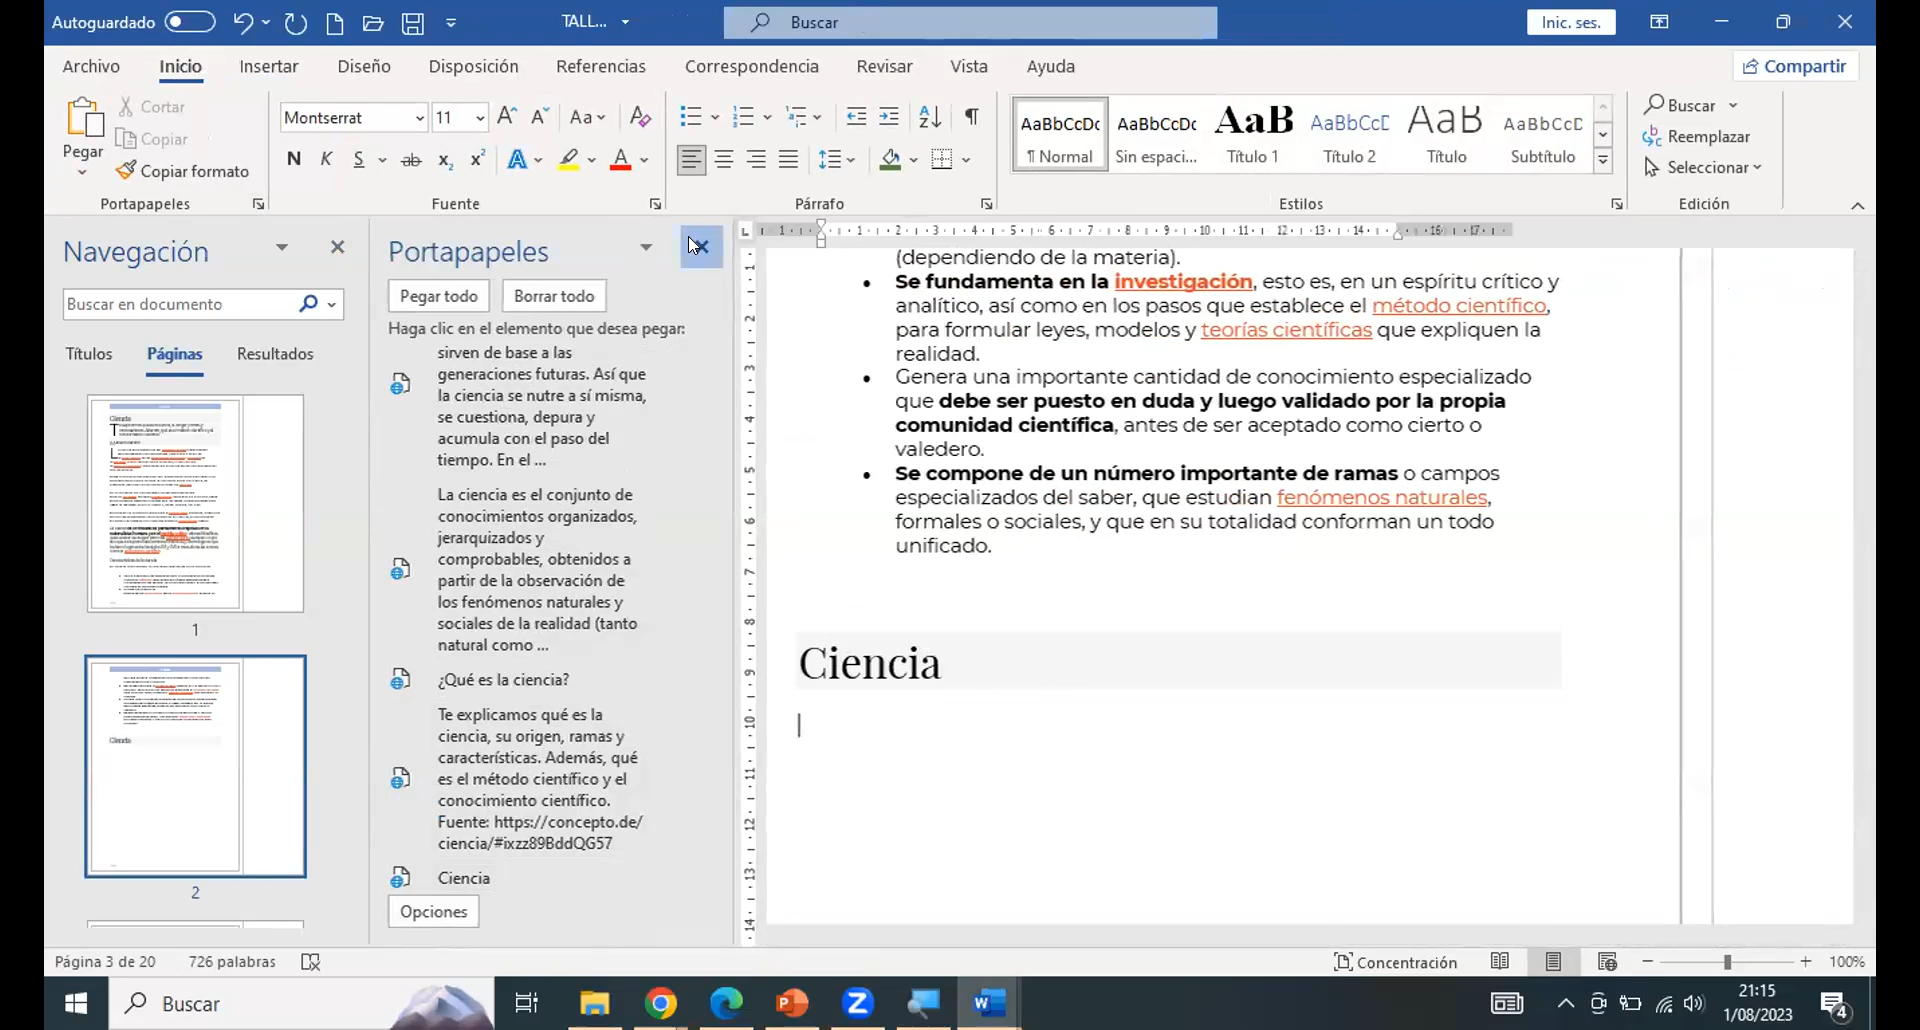 Autoguardado
TALL...
Buscar
Inic. ses.
Archivo Inicio Insertar Diseño Disposición Referencias Correspondencia Revisar Vista Ayuda
Compartir
Pegar
Cortar
Copiar
Copiar formato
Portapapeles
Montserrat 11
Aa
N K S ab x₂ x²
Fuente
Párrafo
AaBbCcDc AaBbCcDc AaB AaBbCcC AaB AaBbCcC
¶ Normal Sin espaci... Título 1 Título 2 Título Subtítulo
Estilos
Buscar
Reemplazar
Seleccionar
Edición
Navegación
Buscar en documento
Títulos Páginas Resultados
1
Ciencia
2
Portapapeles
Pegar todo Borrar todo
Haga clic en el elemento que desea pegar:
sirven de base a las
generaciones futuras. Así que
la ciencia se nutre a sí misma,
se cuestiona, depura y
acumula con el paso del
tiempo. En el ...
La ciencia es el conjunto de
conocimientos organizados,
jerarquizados y
comprobables, obtenidos a
partir de la observación de
los fenómenos naturales y
sociales de la realidad (tanto
natural como ...
¿Qué es la ciencia?
Te explicamos qué es la
ciencia, su origen, ramas y
características. Además, qué
es el método científico y el
conocimiento científico.
Fuente: https://concepto.de/
ciencia/#ixzz89BddQG57
Ciencia
Opciones
(dependiendo de la materia).
• Se fundamenta en la investigación, esto es, en un espíritu crítico y
analítico, así como en los pasos que establece el método científico,
para formular leyes, modelos y teorías científicas que expliquen la
realidad.
• Genera una importante cantidad de conocimiento especializado
que debe ser puesto en duda y luego validado por la propia
comunidad científica, antes de ser aceptado como cierto o
valedero.
• Se compone de un número importante de ramas o campos
especializados del saber, que estudian fenómenos naturales,
formales o sociales, y que en su totalidad conforman un todo
unificado.
Ciencia
Página 3 de 20 726 palabras
Concentración
100%
Buscar
21:15
1/08/2023
4